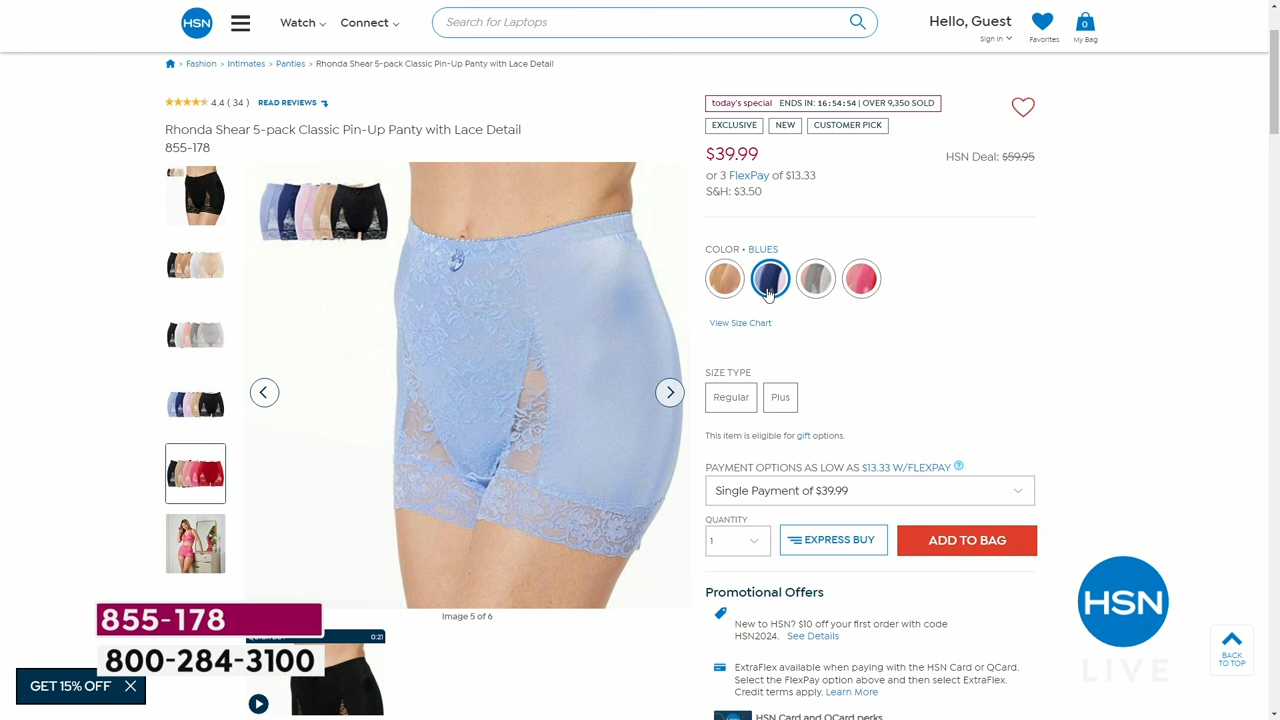 HSN
Watch
Connect
Search for Laptops
Hello, Guest
Sign In
Favorites
0
My Bag
> Fashion > Intimates > Panties > Rhonda Shear 5-pack Classic Pin-Up Panty with Lace Detail
4.4 ( 34 ) READ REVIEWS
Rhonda Shear 5-pack Classic Pin-Up Panty with Lace Detail
855-178
today's special ENDS IN: 16:54:54 | OVER 9,350 SOLD
EXCLUSIVE
NEW
CUSTOMER PICK
$39.99
HSN Deal: $59.95
or 3 FlexPay of $13.33
S&H: $3.50
COLOR • BLUES
View Size Chart
SIZE TYPE
Regular
Plus
This item is eligible for gift options.
PAYMENT OPTIONS AS LOW AS $13.33 W/FLEXPAY ?
Single Payment of $39.99
QUANTITY
1
EXPRESS BUY
ADD TO BAG
Promotional Offers
New to HSN? $10 off your first order with code
HSN2024. See Details
ExtraFlex available when paying with the HSN Card or QCard.
Select the FlexPay option above and then select ExtraFlex.
Credit terms apply. Learn More
HSN Card and QCard perks
Image 5 of 6
0:21
855-178
800-284-3100
GET 15% OFF
HSN
LIVE
BACK
TO TOP